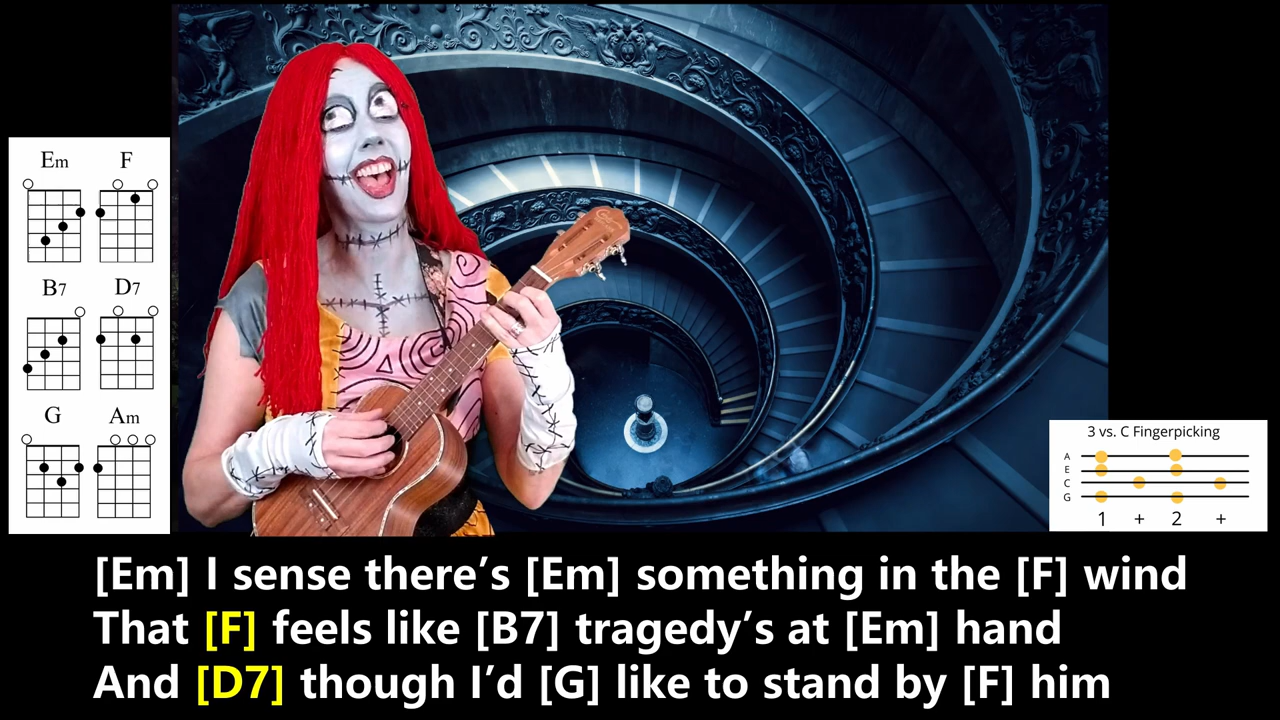 Em F
B7 D7
G Am
3 vs. C Fingerpicking
A
E
C
G
1 + 2 +
[Em] I sense there’s [Em] something in the [F] wind
That [F] feels like [B7] tragedy’s at [Em] hand
And [D7] though I’d [G] like to stand by [F] him